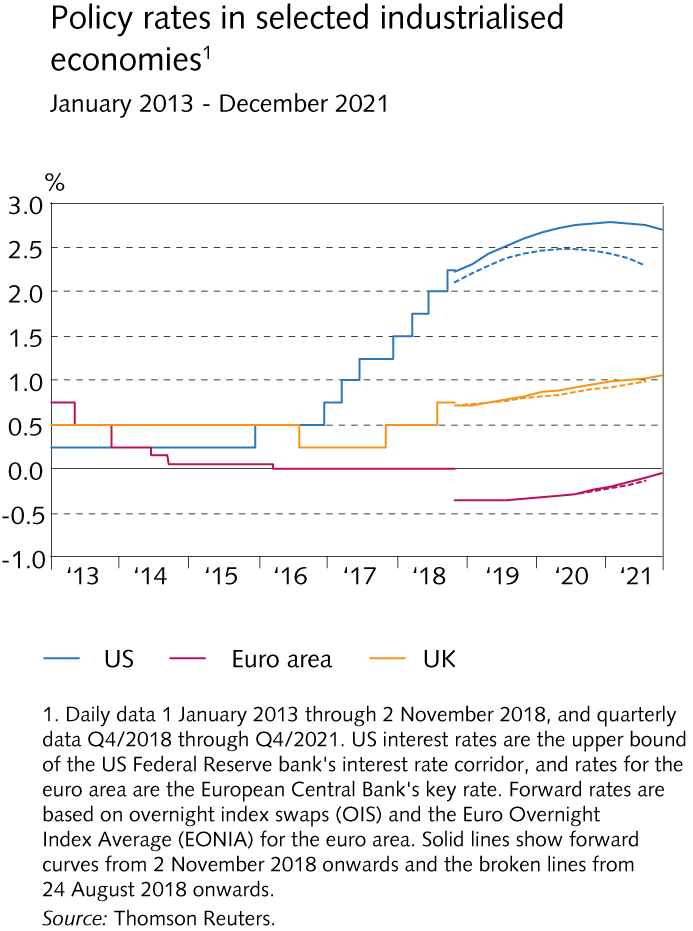 Policy rates in selected industrialised
economies¹
January 2013 - December 2021
%
3.0
2.5
2.0
1.5
1.0
0.5
0.0
-0.5
-1.0
‘13 ‘14 ‘15 ‘16 ‘17 ‘18 ‘19 ‘20 ‘21
US Euro area UK
1. Daily data 1 January 2013 through 2 November 2018, and quarterly
data Q4/2018 through Q4/2021. US interest rates are the upper bound
of the US Federal Reserve bank's interest rate corridor, and rates for the
euro area are the European Central Bank's key rate. Forward rates are
based on overnight index swaps (OIS) and the Euro Overnight
Index Average (EONIA) for the euro area. Solid lines show forward
curves from 2 November 2018 onwards and the broken lines from
24 August 2018 onwards.
Source: Thomson Reuters.